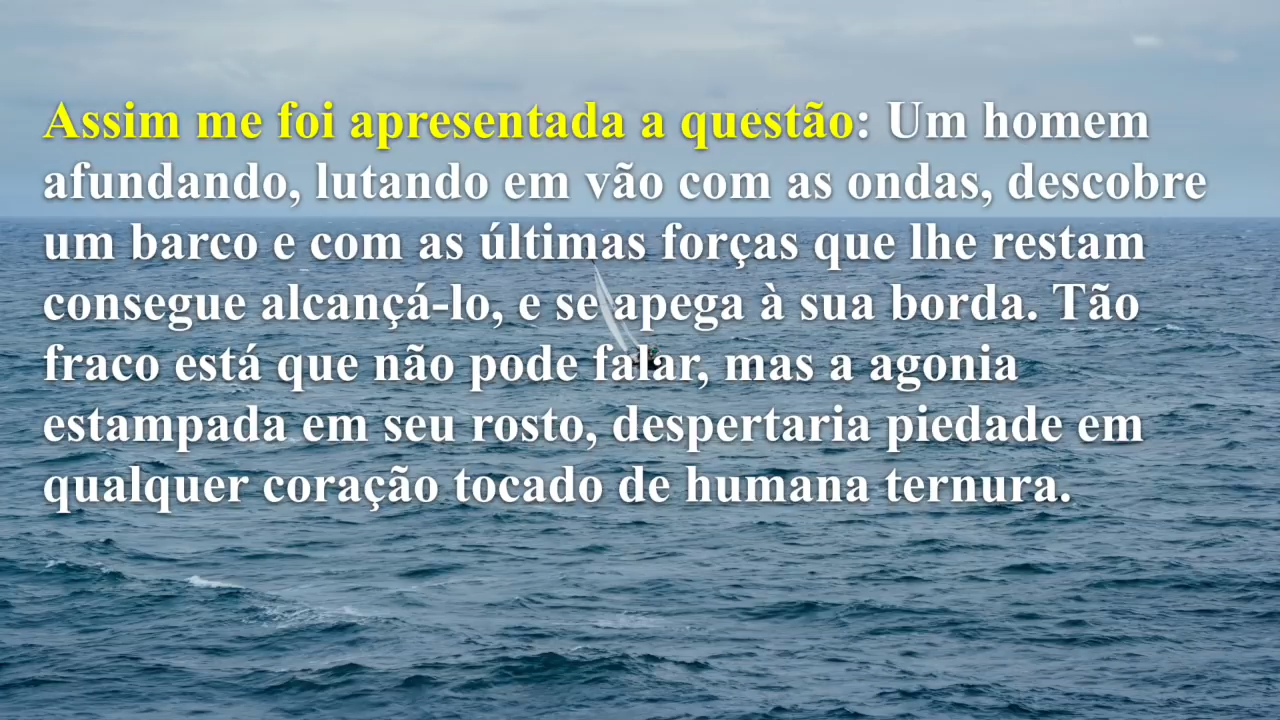 Assim me foi apresentada a questão: Um homem
afundando, lutando em vão com as ondas, descobre
um barco e com as últimas forças que lhe restam
consegue alcançá-lo, e se apega à sua borda. Tão
fraco está que não pode falar, mas a agonia
estampada em seu rosto, despertaria piedade em
qualquer coração tocado de humana ternura.